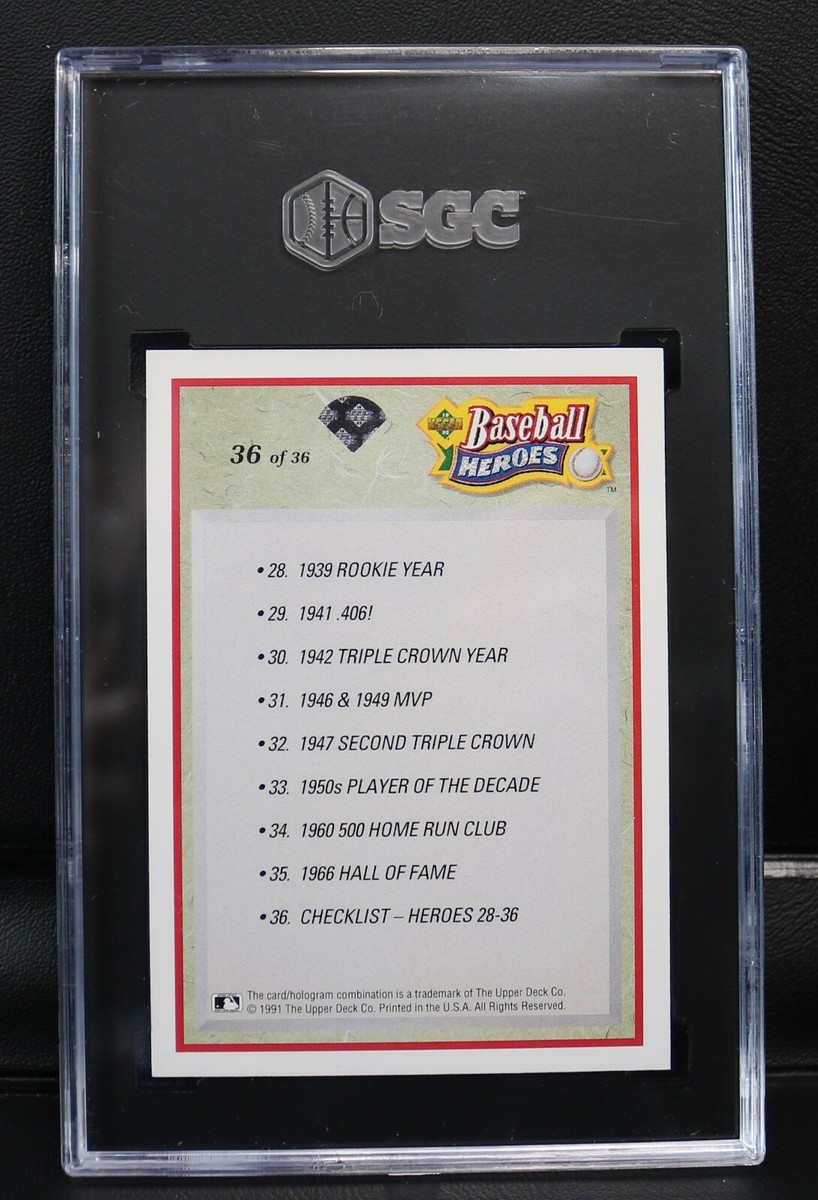 SGC
36 of 36
Baseball
HEROES
TM
• 28. 1939 ROOKIE YEAR
• 29. 1941 .406!
• 30. 1942 TRIPLE CROWN YEAR
• 31. 1946 & 1949 MVP
• 32. 1947 SECOND TRIPLE CROWN
• 33. 1950s PLAYER OF THE DECADE
• 34. 1960 500 HOME RUN CLUB
• 35. 1966 HALL OF FAME
• 36. CHECKLIST – HEROES 28-36
The card/hologram combination is a trademark of The Upper Deck Co.
© 1991 The Upper Deck Co. Printed in the U.S.A. All Rights Reserved.